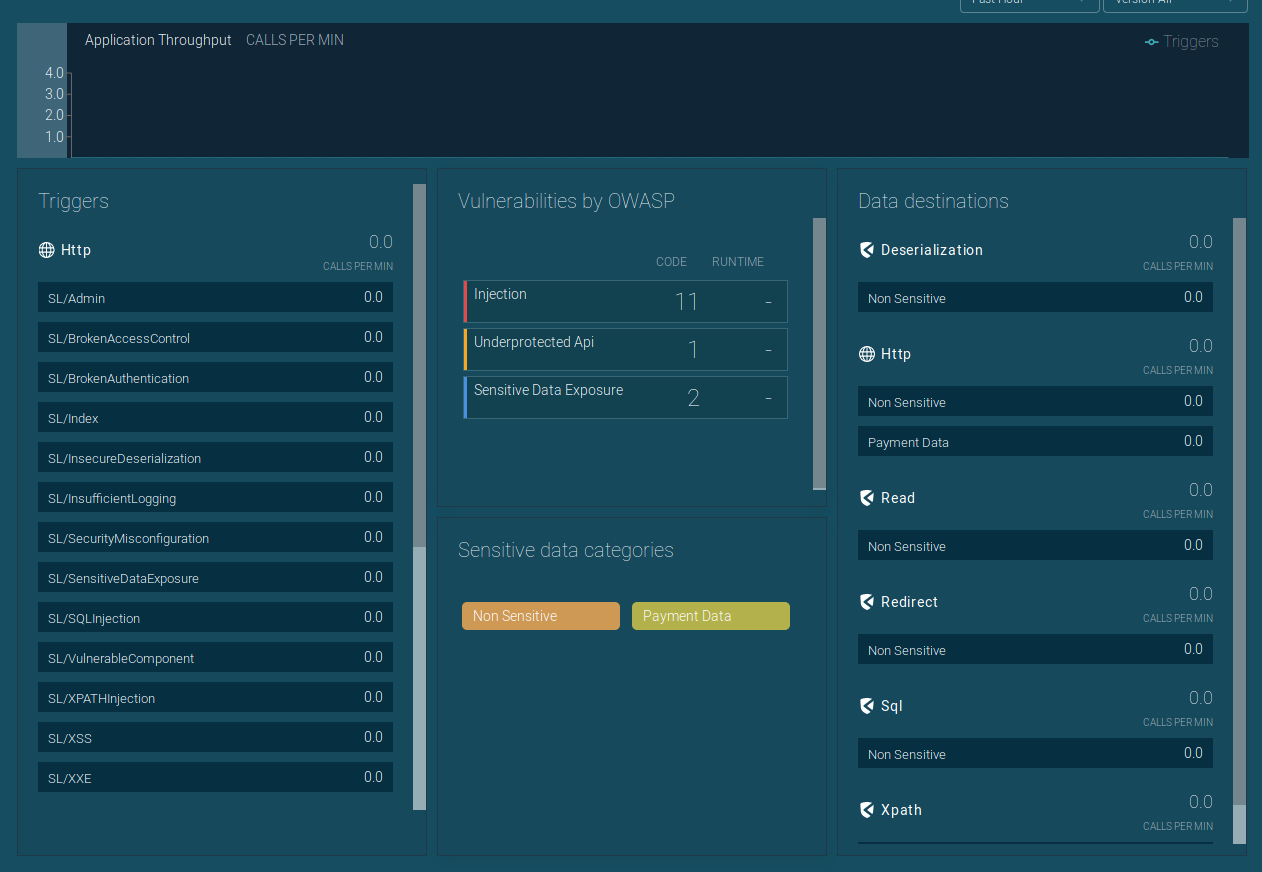 Past Hour
Version All
Application Throughput CALLS PER MIN
Triggers
4.0
3.0
2.0
1.0
Triggers
Http 0.0
CALLS PER MIN
SL/Admin 0.0
SL/BrokenAccessControl 0.0
SL/BrokenAuthentication 0.0
SL/Index 0.0
SL/InsecureDeserialization 0.0
SL/InsufficientLogging 0.0
SL/SecurityMisconfiguration 0.0
SL/SensitiveDataExposure 0.0
SL/SQLInjection 0.0
SL/VulnerableComponent 0.0
SL/XPATHInjection 0.0
SL/XSS 0.0
SL/XXE 0.0
Vulnerabilities by OWASP
CODE RUNTIME
Injection 11 -
Underprotected Api 1 -
Sensitive Data Exposure 2 -
Sensitive data categories
Non Sensitive
Payment Data
Data destinations
Deserialization 0.0
CALLS PER MIN
Non Sensitive 0.0
Http 0.0
CALLS PER MIN
Non Sensitive 0.0
Payment Data 0.0
Read 0.0
CALLS PER MIN
Non Sensitive 0.0
Redirect 0.0
CALLS PER MIN
Non Sensitive 0.0
Sql 0.0
CALLS PER MIN
Non Sensitive 0.0
Xpath 0.0
CALLS PER MIN